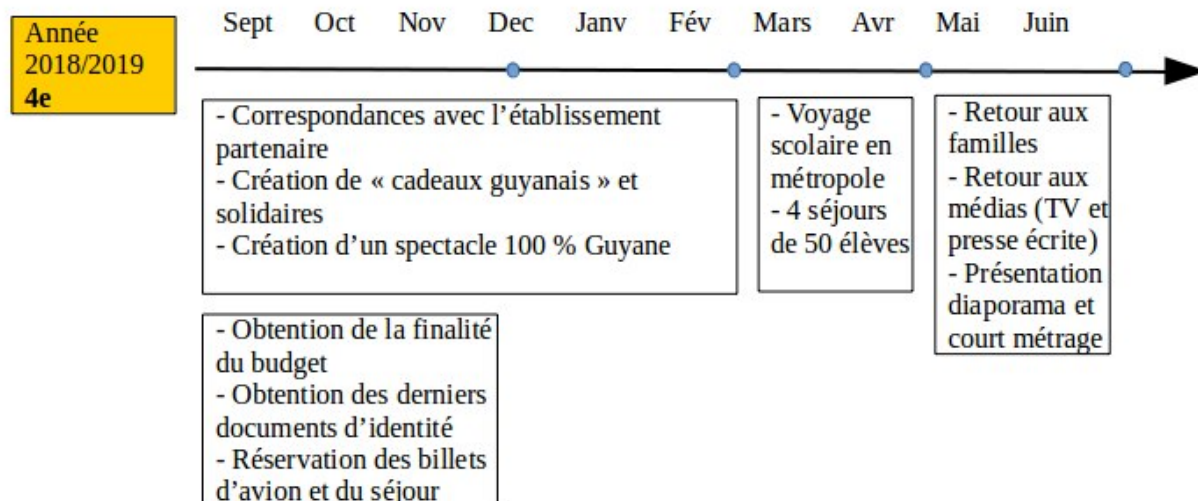 Année
2018/2019
4e
Sept Oct Nov Dec Janv Fév Mars Avr Mai Juin
- Correspondances avec l'établissement
partenaire
- Création de « cadeaux guyanais » et
solidaires
- Création d'un spectacle 100 % Guyane
- Voyage
scolaire en
métropole
- 4 séjours
de 50 élèves
- Retour aux
familles
- Retour aux
médias (TV et
presse écrite)
- Présentation
diaporama et
court métrage
- Obtention de la finalité
du budget
- Obtention des derniers
documents d'identité
- Réservation des billets
d'avion et du séjour